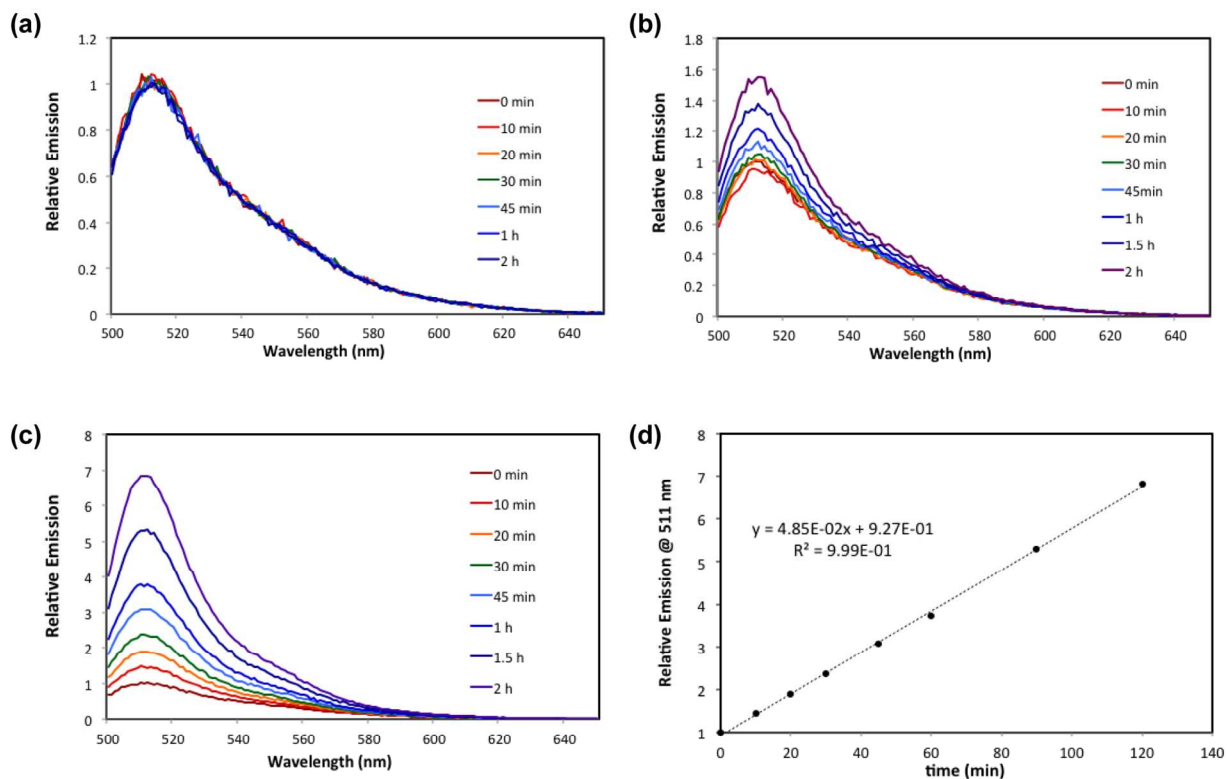 (a)
1.2
1
0.8
0.6
0.4
0.2
0
500
520
540
560
580
600
620
640
Relative Emission
Wavelength (nm)
0 min
10 min
20 min
30 min
45 min
1 h
2 h
(b)
1.8
1.6
1.4
1.2
1
0.8
0.6
0.4
0.2
0
500
520
540
560
580
600
620
640
Relative Emission
Wavelength (nm)
0 min
10 min
20 min
30 min
45min
1 h
1.5 h
2 h
(c)
8
7
6
5
4
3
2
1
0
500
520
540
560
580
600
620
640
Relative Emission
Wavelength (nm)
0 min
10 min
20 min
30 min
45 min
1 h
1.5 h
2 h
(d)
8
7
6
5
4
3
2
1
0
20
40
60
80
100
120
140
Relative Emission @ 511 nm
time (min)
y = 4.85E-02x + 9.27E-01
R² = 9.99E-01